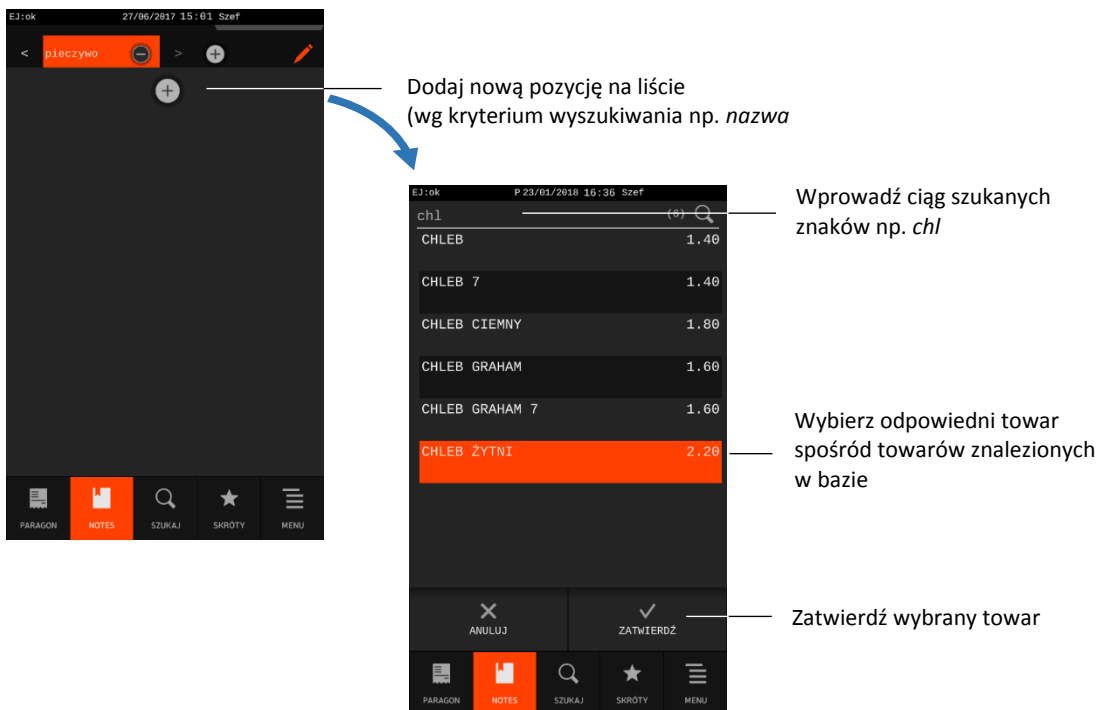 EJ:ok 27/06/2017 15:01 Szef
< pieczywo >
PARAGON NOTES SZUKAJ SKRÓTY MENU
Dodaj nową pozycję na liście
(wg kryterium wyszukiwania np. nazwa
EJ:ok P 23/01/2018 16:36 Szef
chl (6)
CHLEB 1.40
CHLEB 7 1.40
CHLEB CIEMNY 1.80
CHLEB GRAHAM 1.60
CHLEB GRAHAM 7 1.60
CHLEB ŻYTNI 2.20
ANULUJ ZATWIERDŹ
PARAGON NOTES SZUKAJ SKRÓTY MENU
Wprowadź ciąg szukanych
znaków np. chl
Wybierz odpowiedni towar
spośród towarów znalezionych
w bazie
Zatwierdź wybrany towar